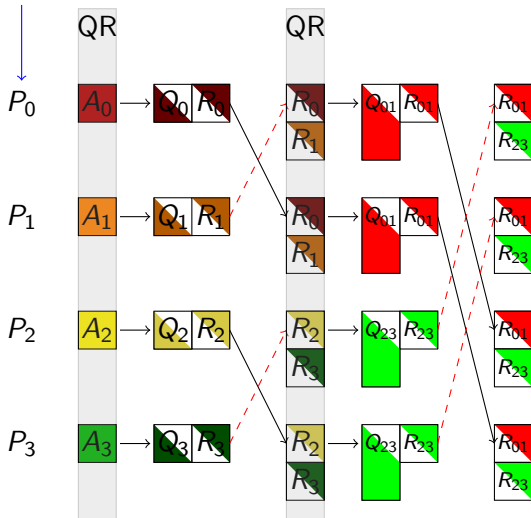 QR QR
P0 A0 Q0 R0 R0 Q01 R01 R01
R1 R23
P1 A1 Q1 R1 R0 Q01 R01 R01
R1 R23
P2 A2 Q2 R2 R2 Q23 R23 R01
R3 R23
P3 A3 Q3 R3 R2 Q23 R23 R01
R3 R23